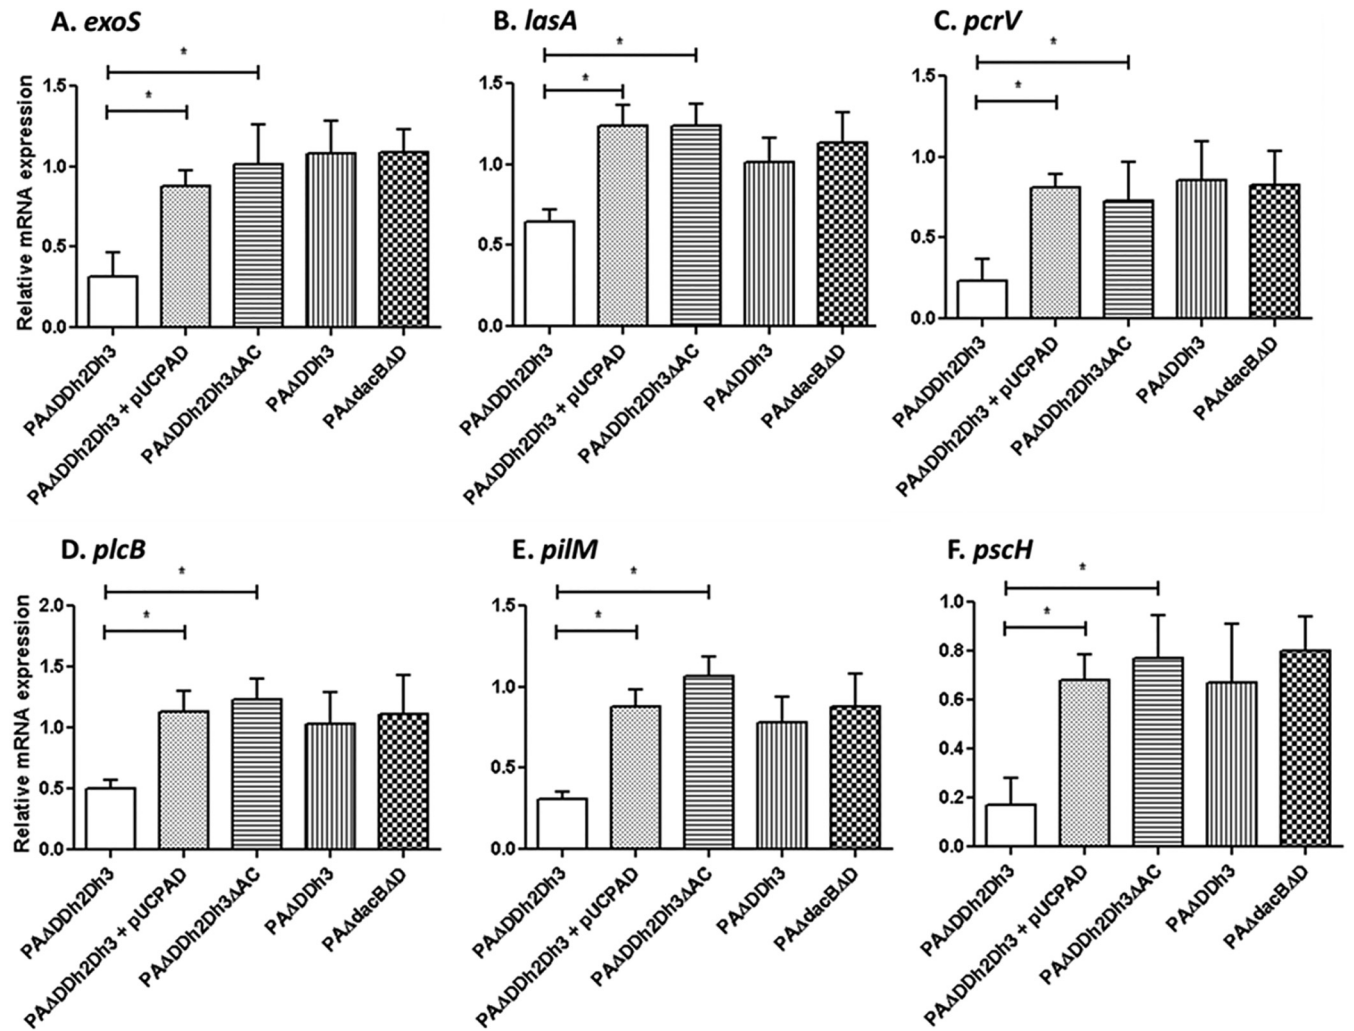 A. exoS
*
*
Relative mRNA expression
1.5
1.0
0.5
0.0
PAΔDDh2Dh3
PAΔDDh2Dh3 + pUCPAD
PAΔDDh2Dh3ΔAC
PAΔDDh3
PAΔdacBΔD
B. lasA
*
*
1.5
1.0
0.5
0.0
PAΔDDh2Dh3
PAΔDDh2Dh3 + pUCPAD
PAΔDDh2Dh3ΔAC
PAΔDDh3
PAΔdacBΔD
C. pcrV
*
*
1.5
1.0
0.5
0.0
PAΔDDh2Dh3
PAΔDDh2Dh3 + pUCPAD
PAΔDDh2Dh3ΔAC
PAΔDDh3
PAΔdacBΔD
D. plcB
*
*
Relative mRNA expression
2.0
1.5
1.0
0.5
0.0
PAΔDDh2Dh3
PAΔDDh2Dh3 + pUCPAD
PAΔDDh2Dh3ΔAC
PAΔDDh3
PAΔdacBΔD
E. pilM
*
*
1.5
1.0
0.5
0.0
PAΔDDh2Dh3
PAΔDDh2Dh3 + pUCPAD
PAΔDDh2Dh3ΔAC
PAΔDDh3
PAΔdacBΔD
F. pscH
*
*
1.0
0.8
0.6
0.4
0.2
0.0
PAΔDDh2Dh3
PAΔDDh2Dh3 + pUCPAD
PAΔDDh2Dh3ΔAC
PAΔDDh3
PAΔdacBΔD